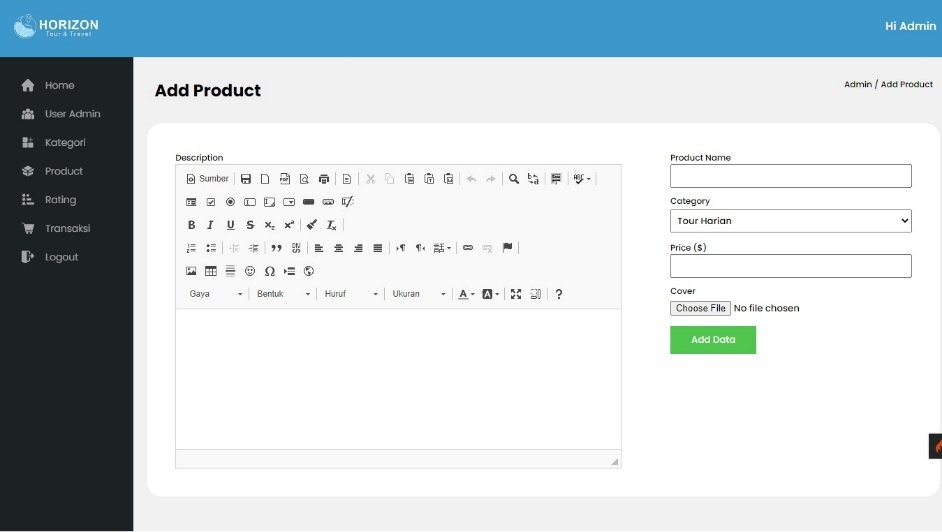 HORIZON
Tour & Travel
Hi Admin
Home
User Admin
Kategori
Product
Rating
Transaksi
Logout
Add Product
Admin / Add Product
Description
Sumber
B I U S x₂ x² Tx
Gaya Bentuk Huruf Ukuran A A ?
Product Name
Category
Tour Harian
Price ($)
Cover
Choose File No file chosen
Add Data